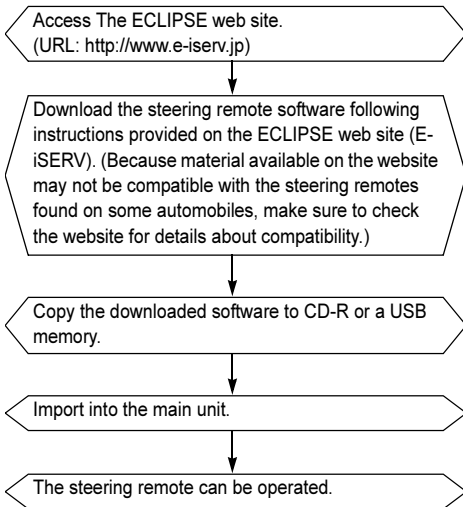 Access The ECLIPSE web site.
(URL: http://www.e-iserv.jp)
Download the steering remote software following
instructions provided on the ECLIPSE web site (E-
iSERV). (Because material available on the website
may not be compatible with the steering remotes
found on some automobiles, make sure to check
the website for details about compatibility.)
Copy the downloaded software to CD-R or a USB
memory.
Import into the main unit.
The steering remote can be operated.